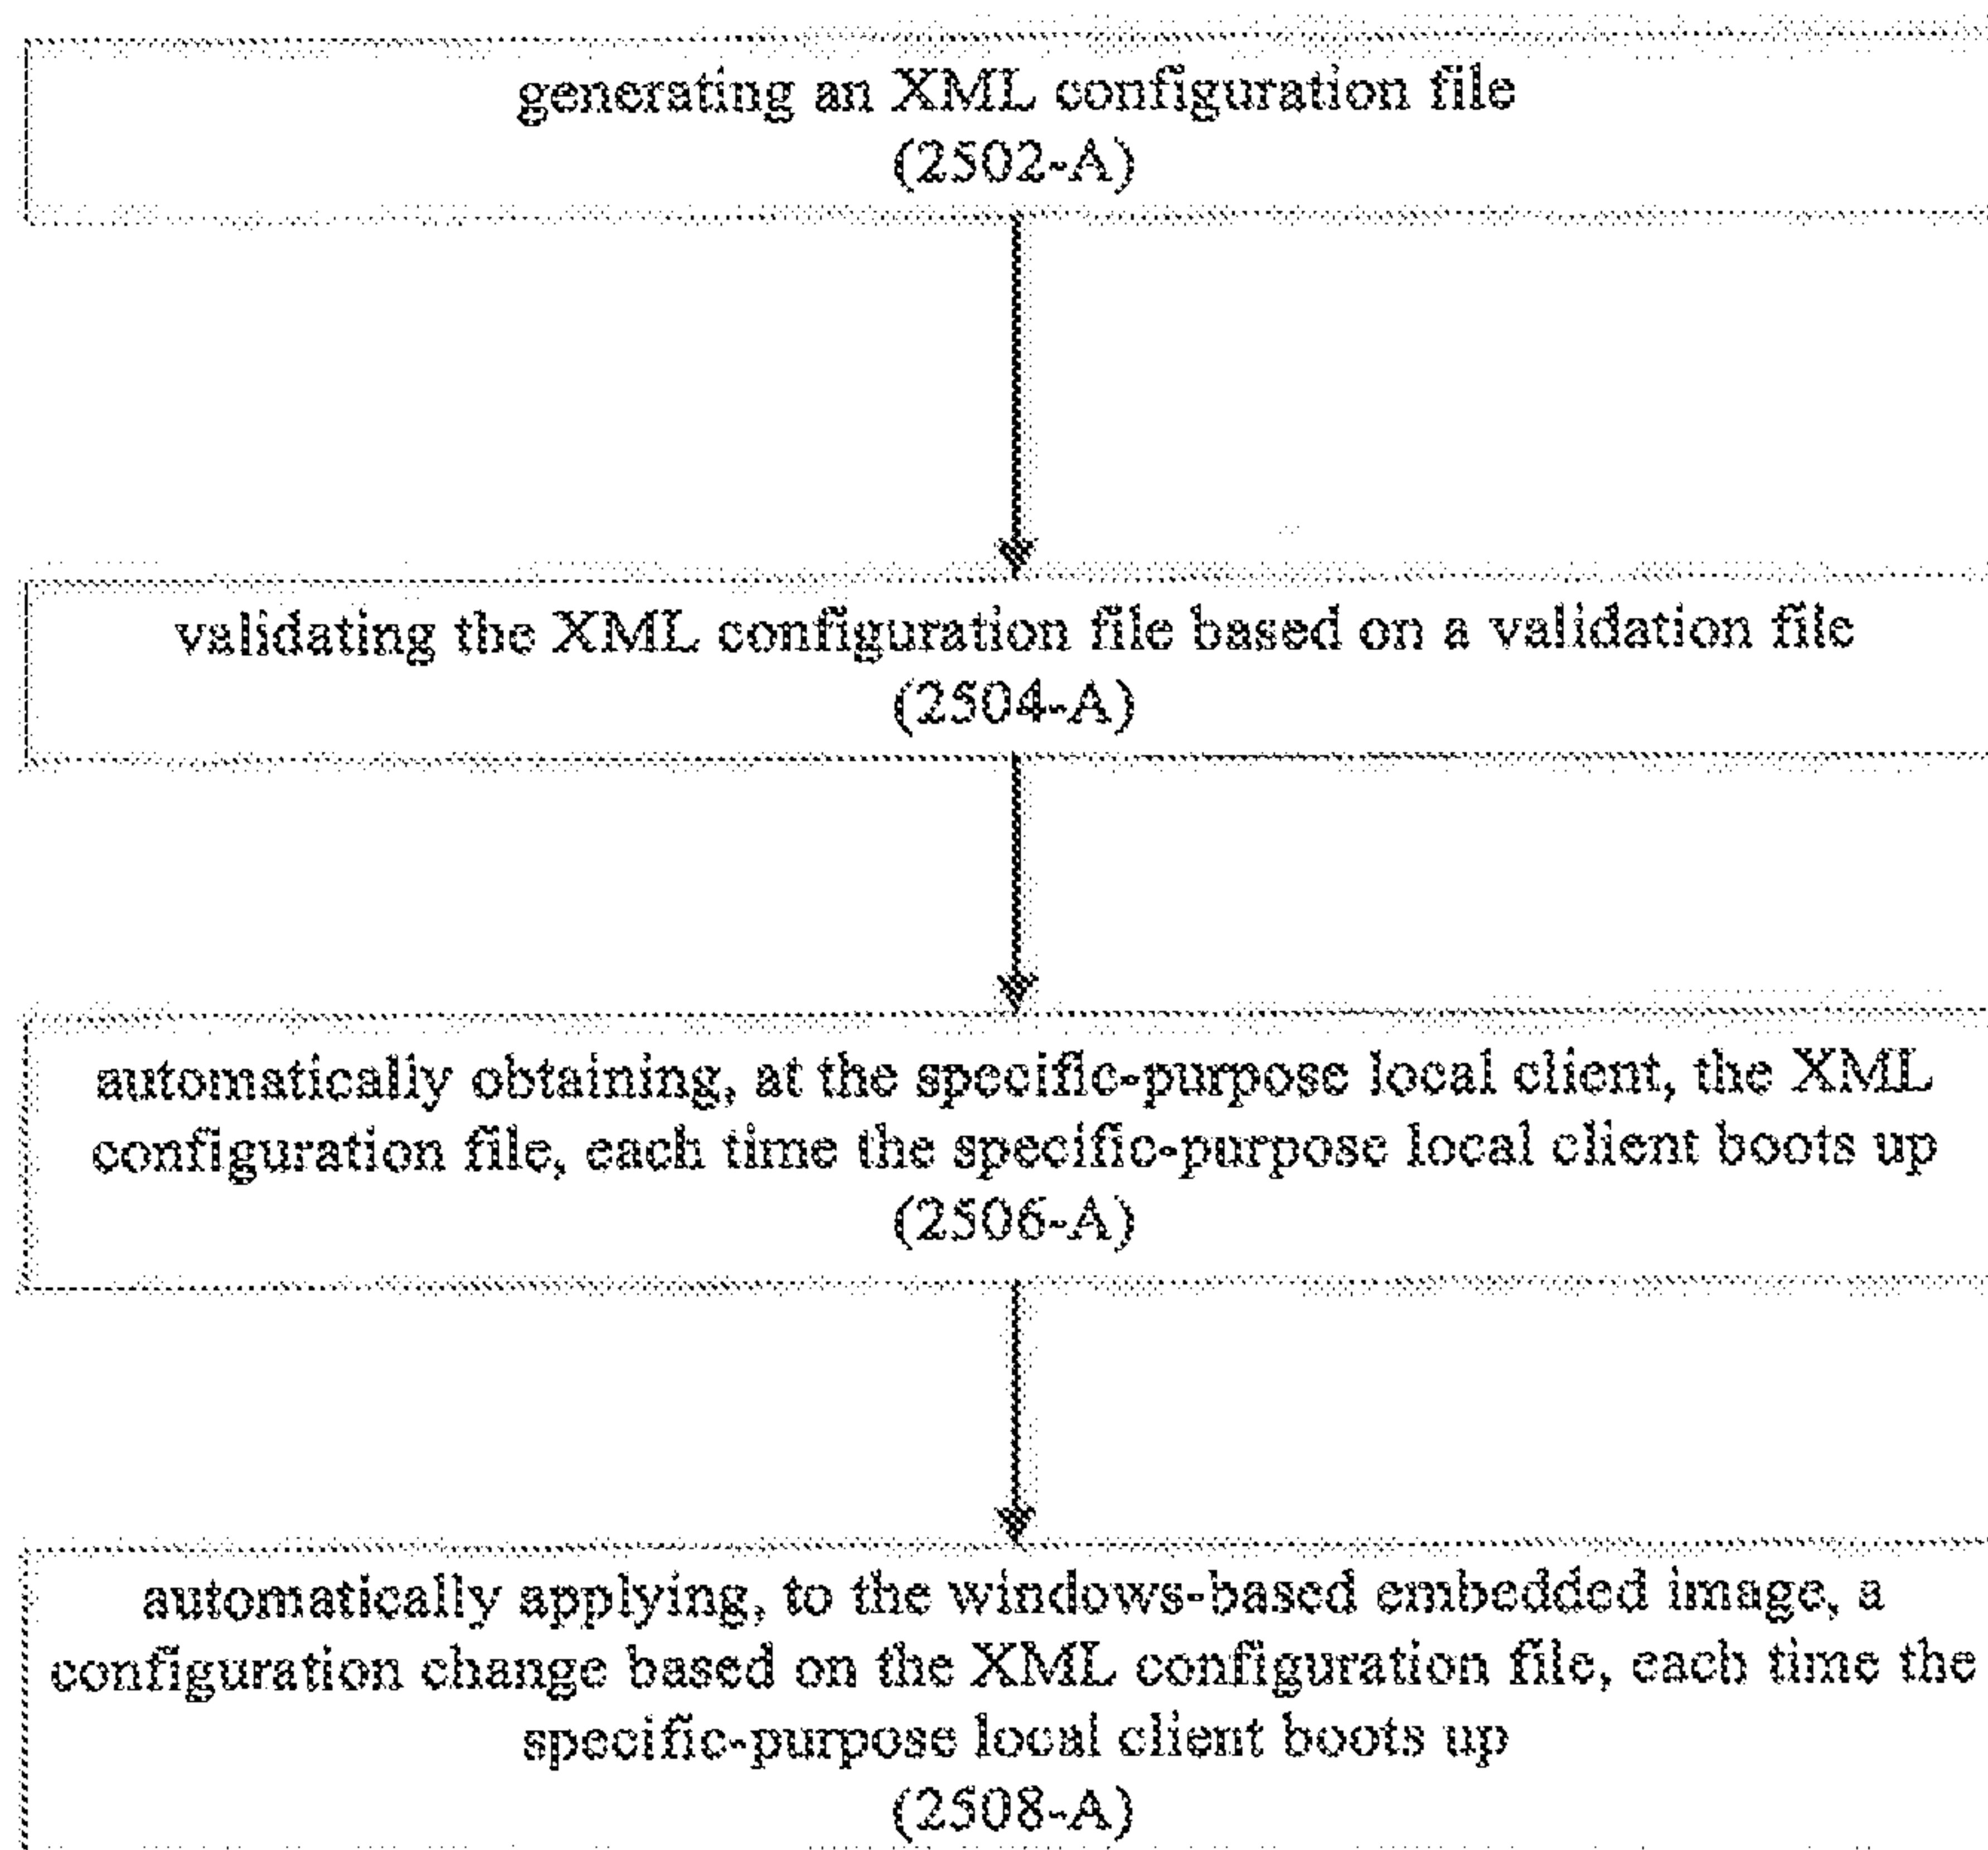 generating an XML configuration file
(2502-A)
validating the XML configuration file based on a validation file
(2504-A)
automatically obtaining, at the specific-purpose local client, the XML
configuration file, each time the specific-purpose local client boots up
(2506-A)
automatically applying, to the windows-based embedded image, a
configuration change based on the XML configuration file, each time the
specific-purpose local client boots up
(2508-A)